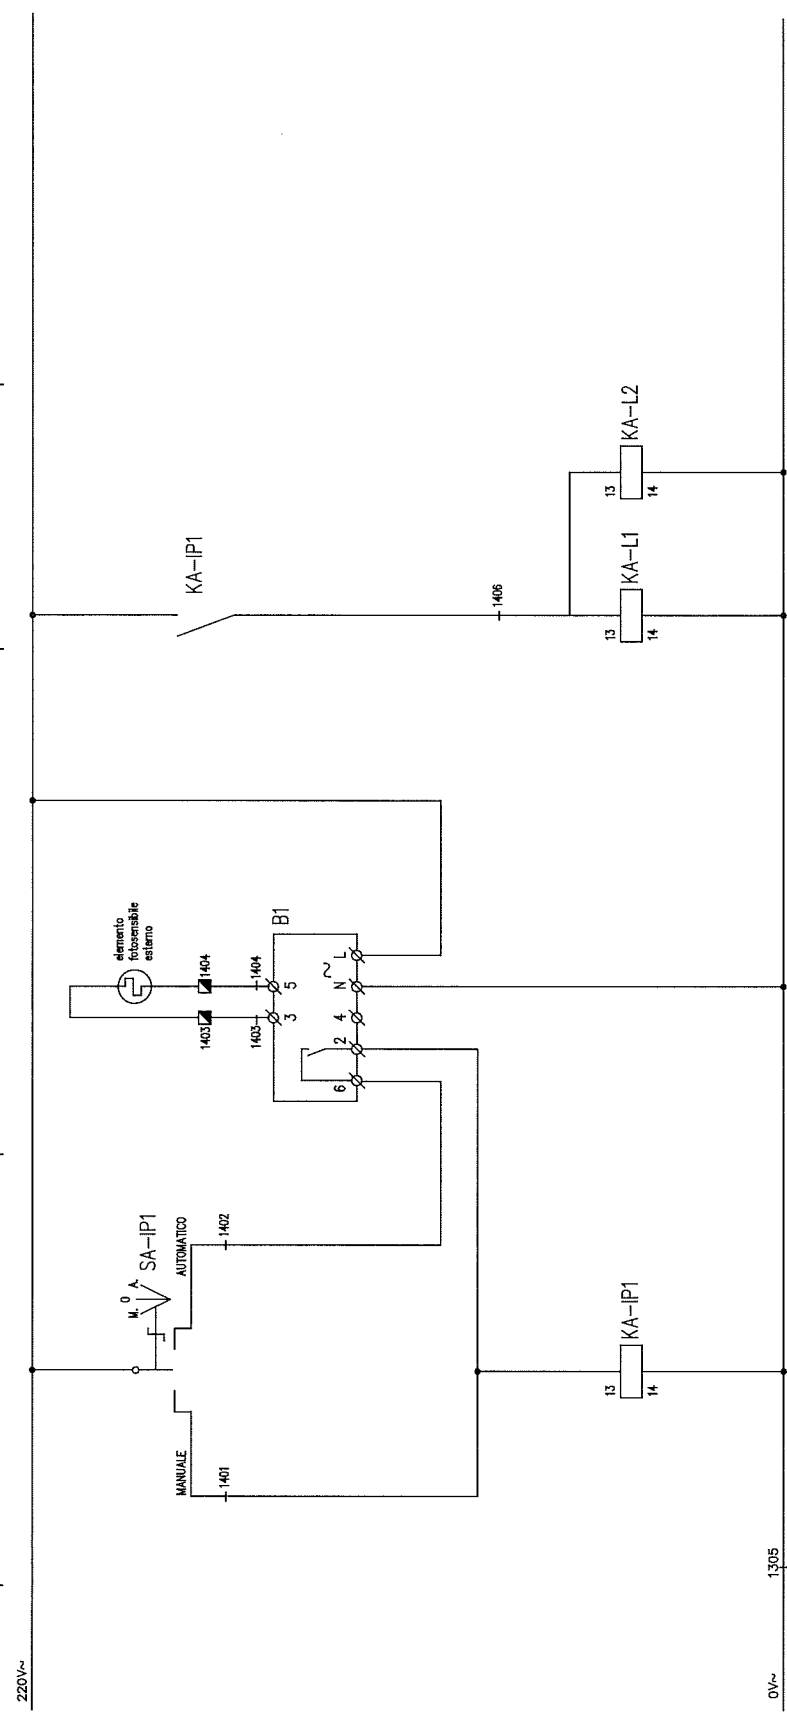 220V~
0V~
1305
MANUALE
1401
M. 0 A.
SA-IP1
AUTOMATICO
1402
KA-IP1
13
14
elemento
fotosensibile
esterno
1403
1404
1403
1404
3
5
B1
6
2
4
N
L
~
KA-IP1
1406
13
14
KA-L1
13
14
KA-L2